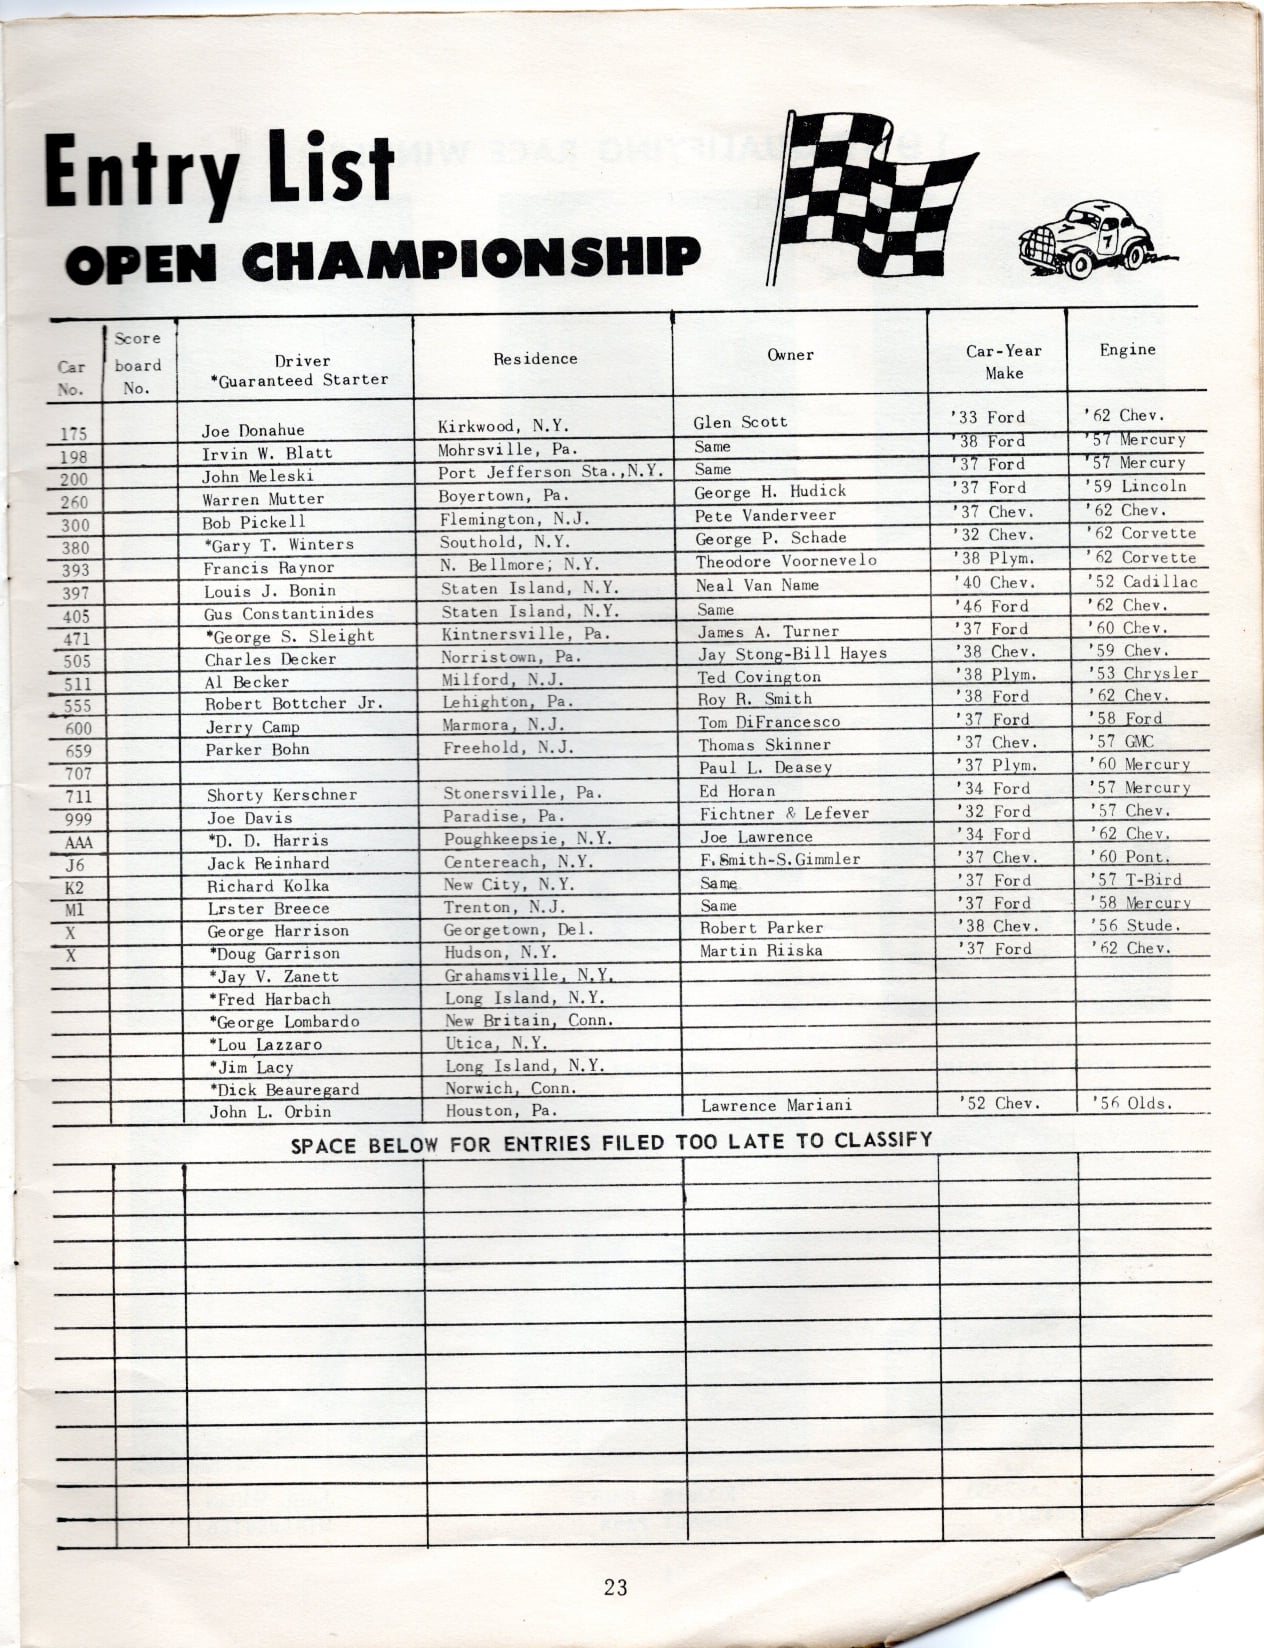 Entry List
OPEN CHAMPIONSHIP
7
7
Car No. Score board No. Driver *Guaranteed Starter Residence Owner Car-Year Make Engine
175 Joe Donahue Kirkwood, N.Y. Glen Scott '33 Ford '62 Chev.
198 Irvin W. Blatt Mohrsville, Pa. Same '38 Ford '57 Mercury
200 John Meleski Port Jefferson Sta.,N.Y. Same '37 Ford '57 Mercury
260 Warren Mutter Boyertown, Pa. George H. Hudick '37 Ford '59 Lincoln
300 Bob Pickell Flemington, N.J. Pete Vanderveer '37 Chev. '62 Chev.
380 *Gary T. Winters Southold, N.Y. George P. Schade '32 Chev. '62 Corvette
393 Francis Raynor N. Bellmore; N.Y. Theodore Voornevelo '38 Plym. '62 Corvette
397 Louis J. Bonin Staten Island, N.Y. Neal Van Name '40 Chev. '52 Cadillac
405 Gus Constantinides Staten Island, N.Y. Same '46 Ford '62 Chev.
471 *George S. Sleight Kintnersville, Pa. James A. Turner '37 Ford '60 Chev.
505 Charles Decker Norristown, Pa. Jay Stong-Bill Hayes '38 Chev. '59 Chev.
511 Al Becker Milford, N.J. Ted Covington '38 Plym. '53 Chrysler
555 Robert Bottcher Jr. Lehighton, Pa. Roy R. Smith '38 Ford '62 Chev.
600 Jerry Camp Marmora, N.J. Tom DiFrancesco '37 Ford '58 Ford
659 Parker Bohn Freehold, N.J. Thomas Skinner '37 Chev. '57 GMC
707 Paul L. Deasey '37 Plym. '60 Mercury
711 Shorty Kerschner Stonersville, Pa. Ed Horan '34 Ford '57 Mercury
999 Joe Davis Paradise, Pa. Fichtner & Lefever '32 Ford '57 Chev.
AAA *D. D. Harris Poughkeepsie, N.Y. Joe Lawrence '34 Ford '62 Chev.
J6 Jack Reinhard Centereach, N.Y. F.Smith-S.Gimmler '37 Chev. '60 Pont.
K2 Richard Kolka New City, N.Y. Same '37 Ford '57 T-Bird
M1 Lrster Breece Trenton, N.J. Same '37 Ford '58 Mercury
X George Harrison Georgetown, Del. Robert Parker '38 Chev. '56 Stude.
X *Doug Garrison Hudson, N.Y. Martin Riiska '37 Ford '62 Chev.
*Jay V. Zanett Grahamsville, N.Y.
*Fred Harbach Long Island, N.Y.
*George Lombardo New Britain, Conn.
*Lou Lazzaro Utica, N.Y.
*Jim Lacy Long Island, N.Y.
*Dick Beauregard Norwich, Conn.
John L. Orbin Houston, Pa. Lawrence Mariani '52 Chev. '56 Olds.
SPACE BELOW FOR ENTRIES FILED TOO LATE TO CLASSIFY
23